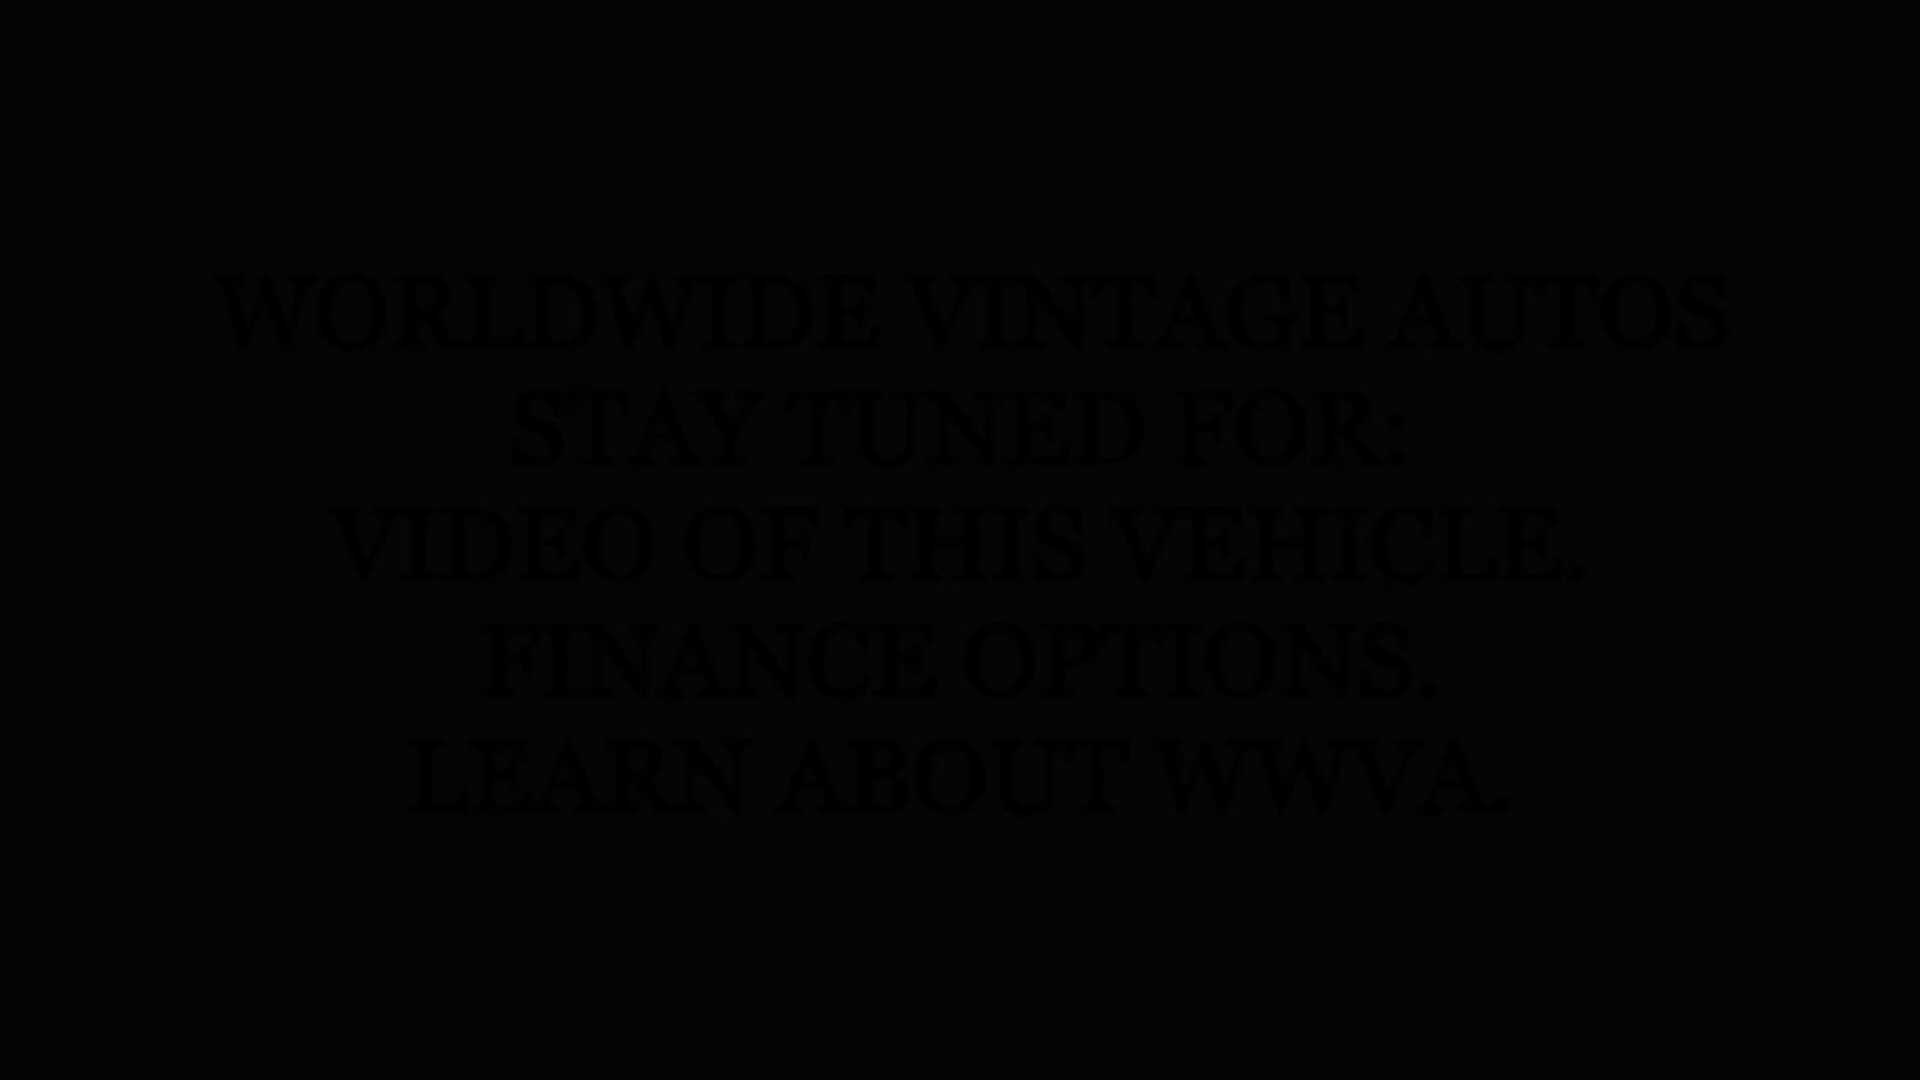 WORLDWIDE VINTAGE AUTOS
STAY TUNED FOR:
VIDEO OF THIS VEHICLE.
FINANCE OPTIONS.
LEARN ABOUT WWVA.